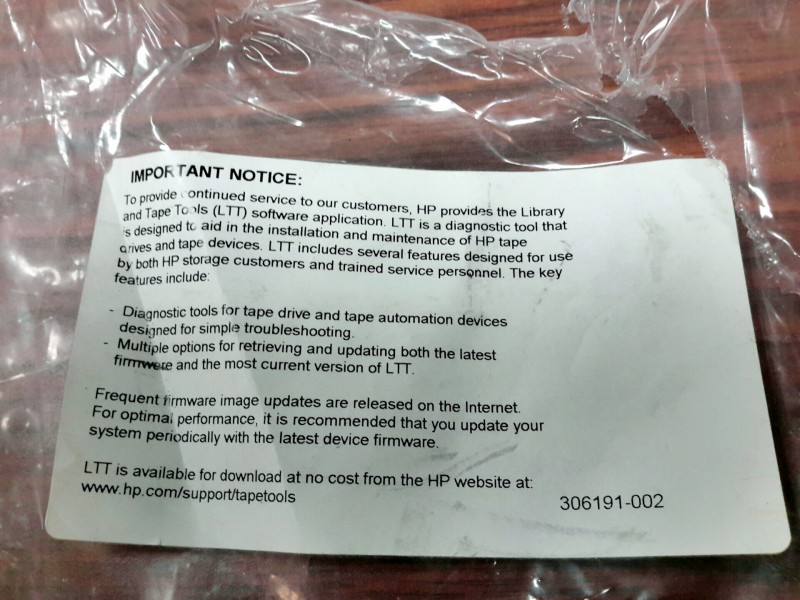 IMPORTANT NOTICE:
To provide continued service to our customers, HP provides the Library
and Tape Tools (LTT) software application. LTT is a diagnostic tool that
is designed to aid in the installation and maintenance of HP tape
drives and tape devices. LTT includes several features designed for use
by both HP storage customers and trained service personnel. The key
features include:
- Diagnostic tools for tape drive and tape automation devices
designed for simple troubleshooting.
- Multiple options for retrieving and updating both the latest
firmware and the most current version of LTT.
Frequent firmware image updates are released on the Internet.
For optimal performance, it is recommended that you update your
system periodically with the latest device firmware.
LTT is available for download at no cost from the HP website at:
www.hp.com/support/tapetools
306191-002